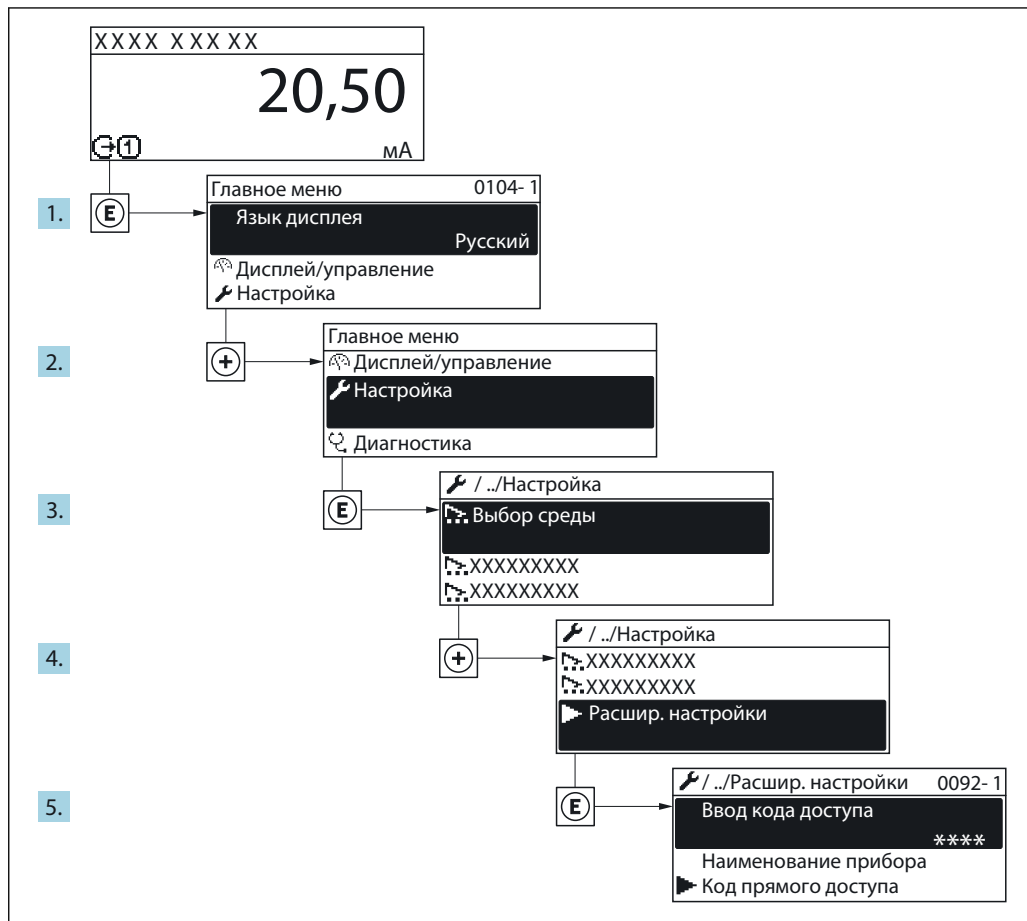 XXXX XXX XX
20,50
1
мА
1.
E
Главное меню 0104-1
Язык дисплея
Русский
Дисплей/управление
Настройка
2.
+
Главное меню
Дисплей/управление
Настройка
Диагностика
3.
E
/ ../Настройка
Выбор среды
XXXXXXXXX
XXXXXXXXX
4.
+
/ ../Настройка
XXXXXXXXX
XXXXXXXXX
Расшир. настройки
5.
E
/ ../Расшир. настройки 0092-1
Ввод кода доступа
****
Наименование прибора
Код прямого доступа